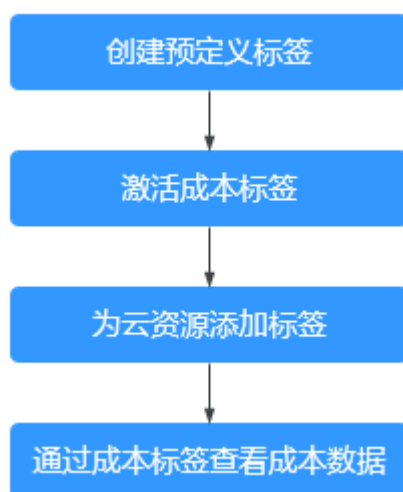 创建预定义标签
激活成本标签
为云资源添加标签
通过成本标签查看成本数据